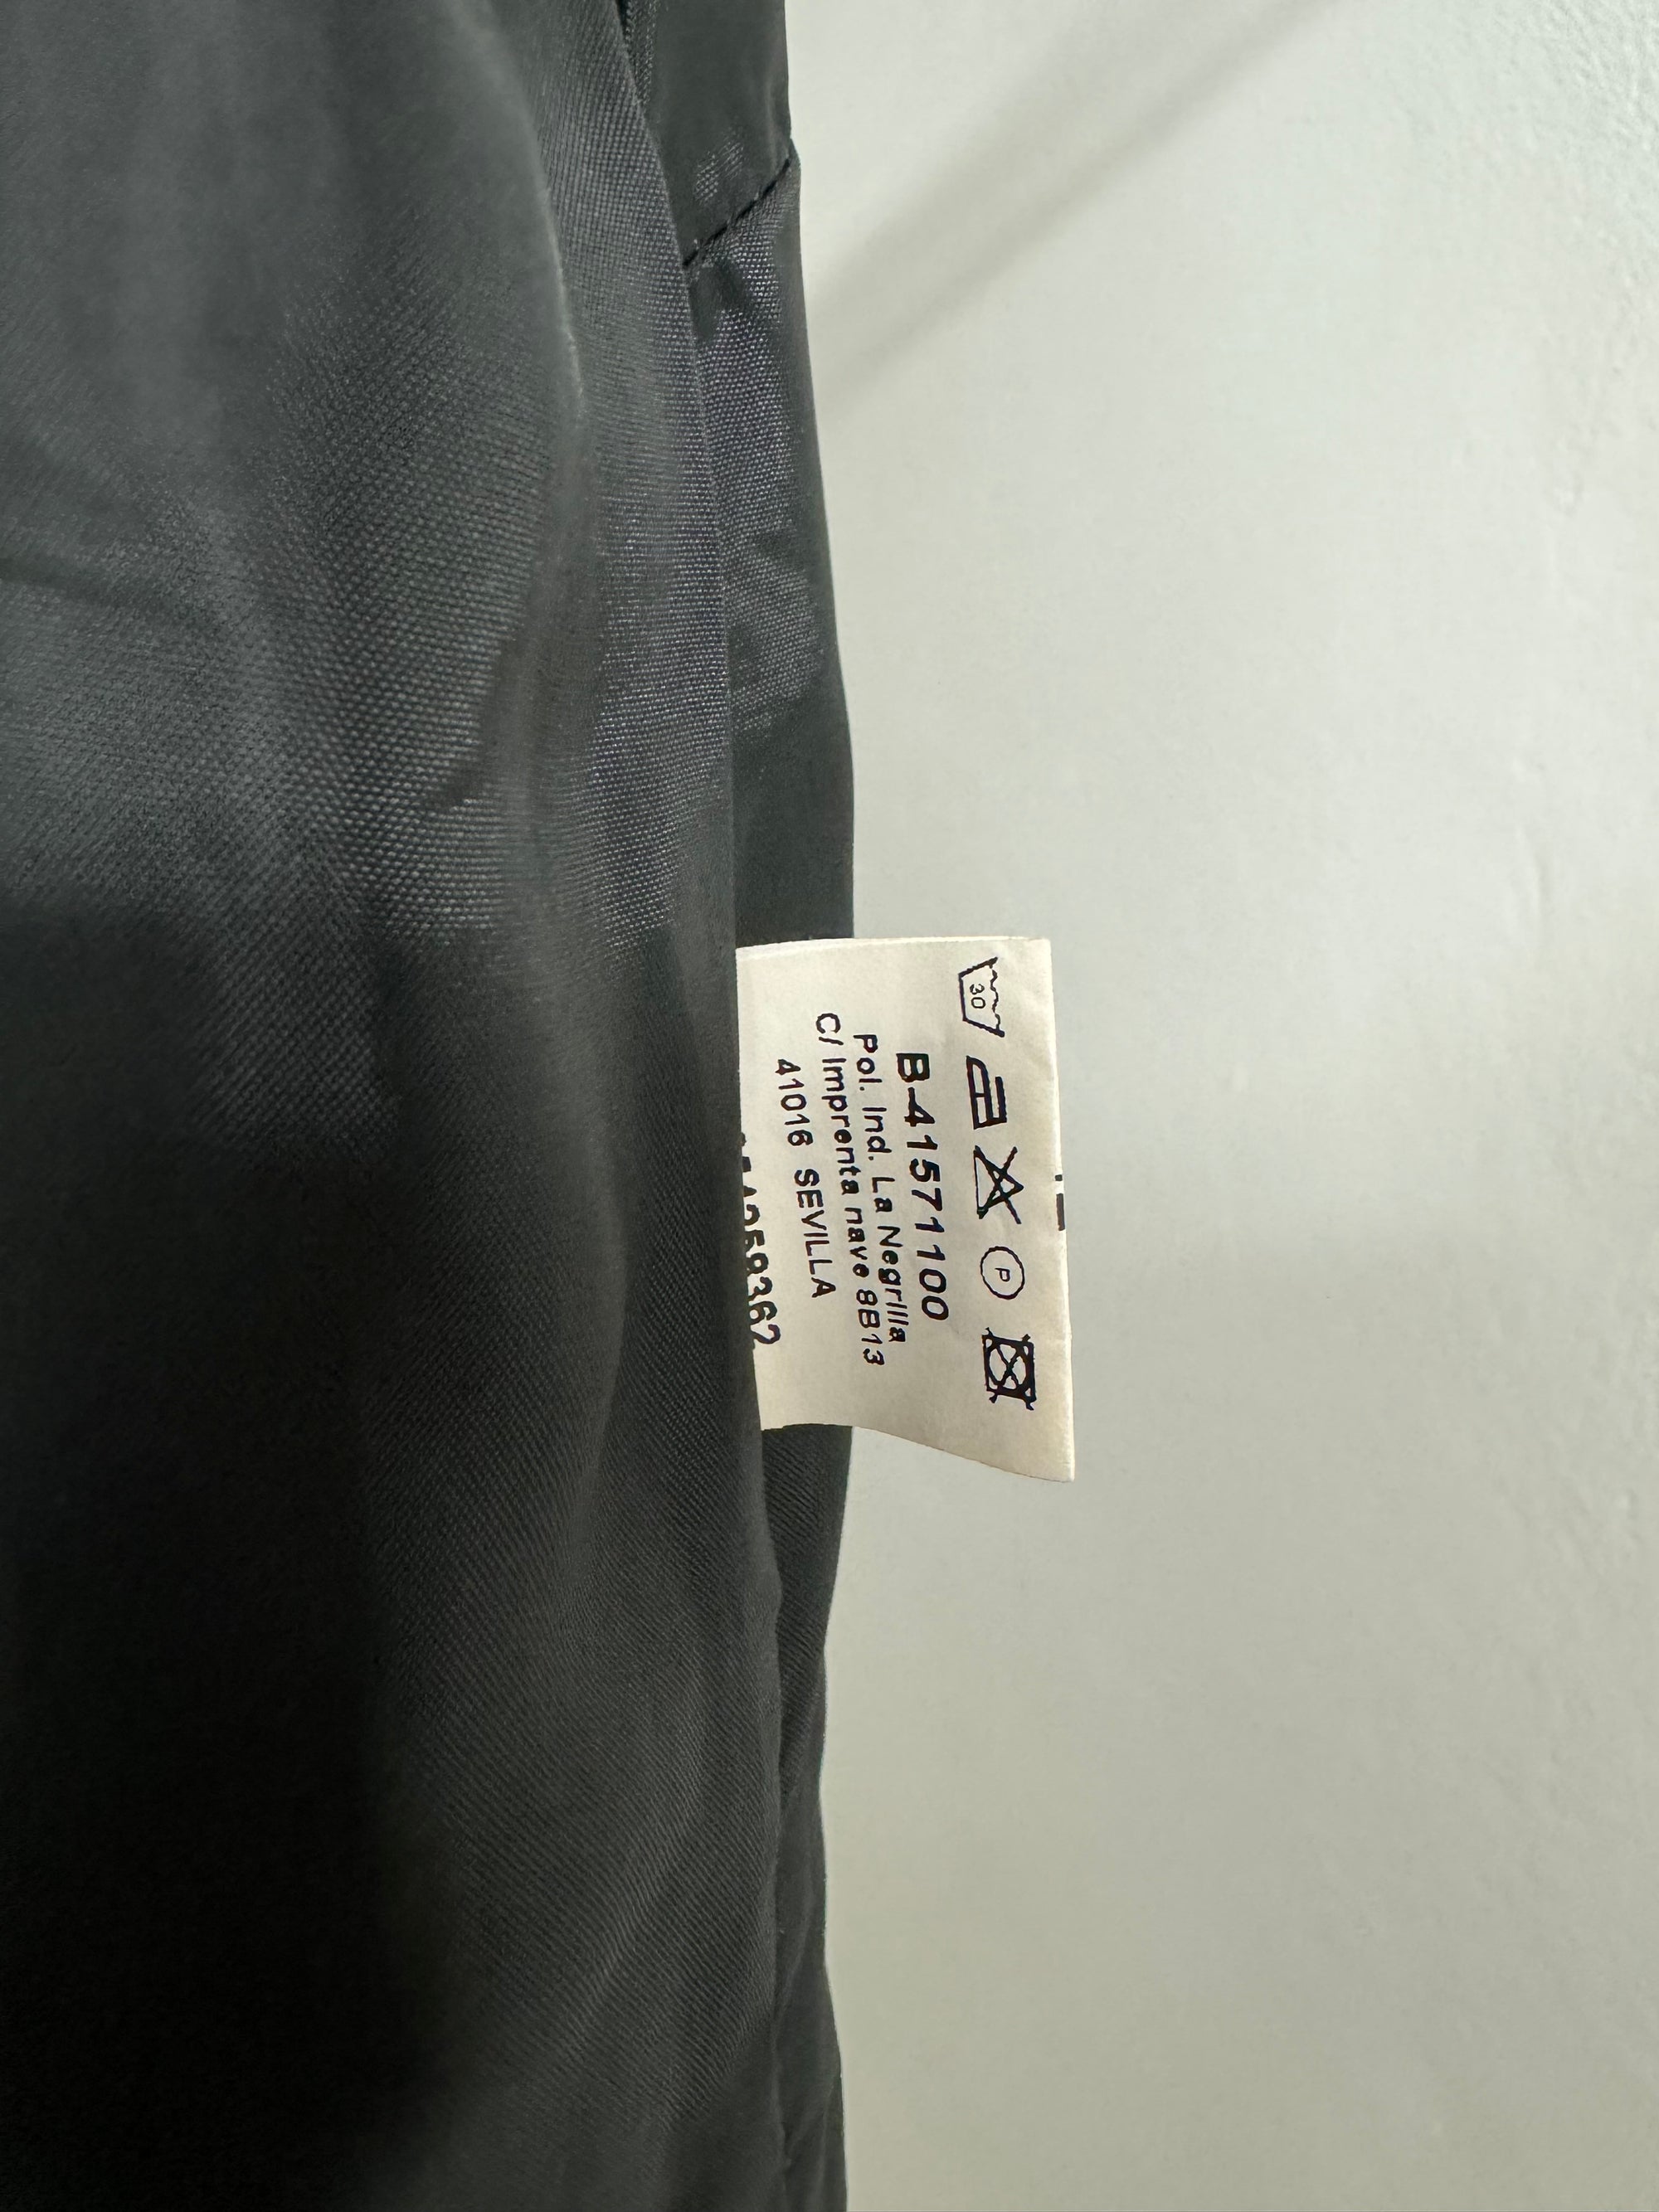 30
P
B-41571100
Pol. Ind. La Negrilla
C/ Imprenta nave 8B13
41016 SEVILLA